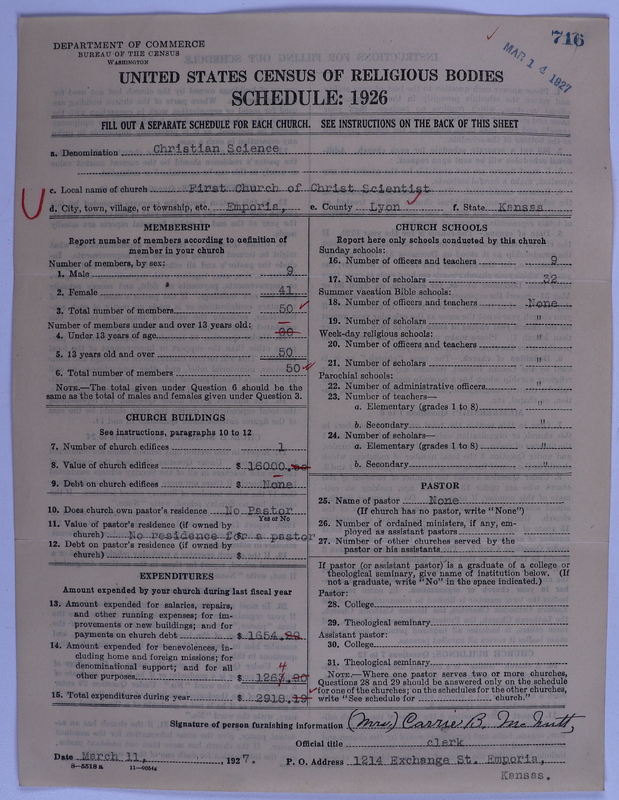 716
MAR 14 1927
DEPARTMENT OF COMMERCE
BUREAU OF THE CENSUS
WASHINGTON
UNITED STATES CENSUS OF RELIGIOUS BODIES
SCHEDULE: 1926
FILL OUT A SEPARATE SCHEDULE FOR EACH CHURCH. SEE INSTRUCTIONS ON THE BACK OF THIS SHEET
a. Denomination Christian Science
c. Local name of church First Church of Christ Scientist
d. City, town, village, or township, etc. Emporia, e. County Lyon f. State Kansas
MEMBERSHIP
Report number of members according to definition of
member in your church
Number of members, by sex:
1. Male 9
2. Female 41
3. Total number of members 50
Number of members under and over 13 years old:
4. Under 13 years of age 00
5. 13 years old and over 50
6. Total number of members 50
NOTE.—The total given under Question 6 should be
same as the total of males and females given under Question 3.
CHURCH BUILDINGS
See instructions, paragraphs 10 to 12
7. Number of church edifices 1
8. Value of church edifices $ 16000.00
9. Debt on church edifices $ None
10. Does church own pastor's residence No Pastor
Yes or No
11. Value of pastor's residence (if owned by
church) No residence for a pastor
12. Debt on pastor's residence (if owned by
church) $ "
EXPENDITURES
Amount expended by your church during last fiscal year
13. Amount expended for salaries, repairs,
and other running expenses; for im-
provements or new buildings; and for
payments on church debt $ 1654.
14. Amount expended for benevolences, in-
cluding home and foreign missions; for
denominational support; and for all
other purposes 4
$ 1263.90
15. Total expenditures during year $ 2918.19
CHURCH SCHOOLS
Report here only schools conducted by this church
Sunday schools:
16. Number of officers and teachers 9
17. Number of scholars 32
Summer vacation Bible schools:
18. Number of officers and teachers None
19. Number of scholars "
Week-day religious schools:
20. Number of officers and teachers "
21. Number of scholars "
Parochial schools:
22. Number of administrative officers "
23. Number of teachers—
a. Elementary (grades 1 to 8) "
b. Secondary "
24. Number of scholars—
a. Elementary (grades 1 to 8) "
b. Secondary "
PASTOR
25. Name of pastor None
(If church has no pastor, write "None")
26. Number of ordained ministers, if any, em-
ployed as assistant pastors
27. Number of other churches served by the
pastor or his assistants
If pastor (or assistant pastor) is a graduate of a college or
theological seminary, give name of institution below. (If
not a graduate, write "No" in the space indicated.)
Pastor:
28. College
29. Theological seminary
Assistant pastor:
30. College
31. Theological seminary
NOTE.—Where one pastor serves two or more churches,
Questions 28 and 29 should be answered only on the schedule
for one of the churches; on the schedules for the other churches,
write "See schedule for church."
Signature of person furnishing information (Mrs) Carrie B. McNutt,
Official title clerk
Date March 11, 1927. P. O. Address 1214 Exchange St. Emporia,
8-5518 a 11-9054a Kansas.